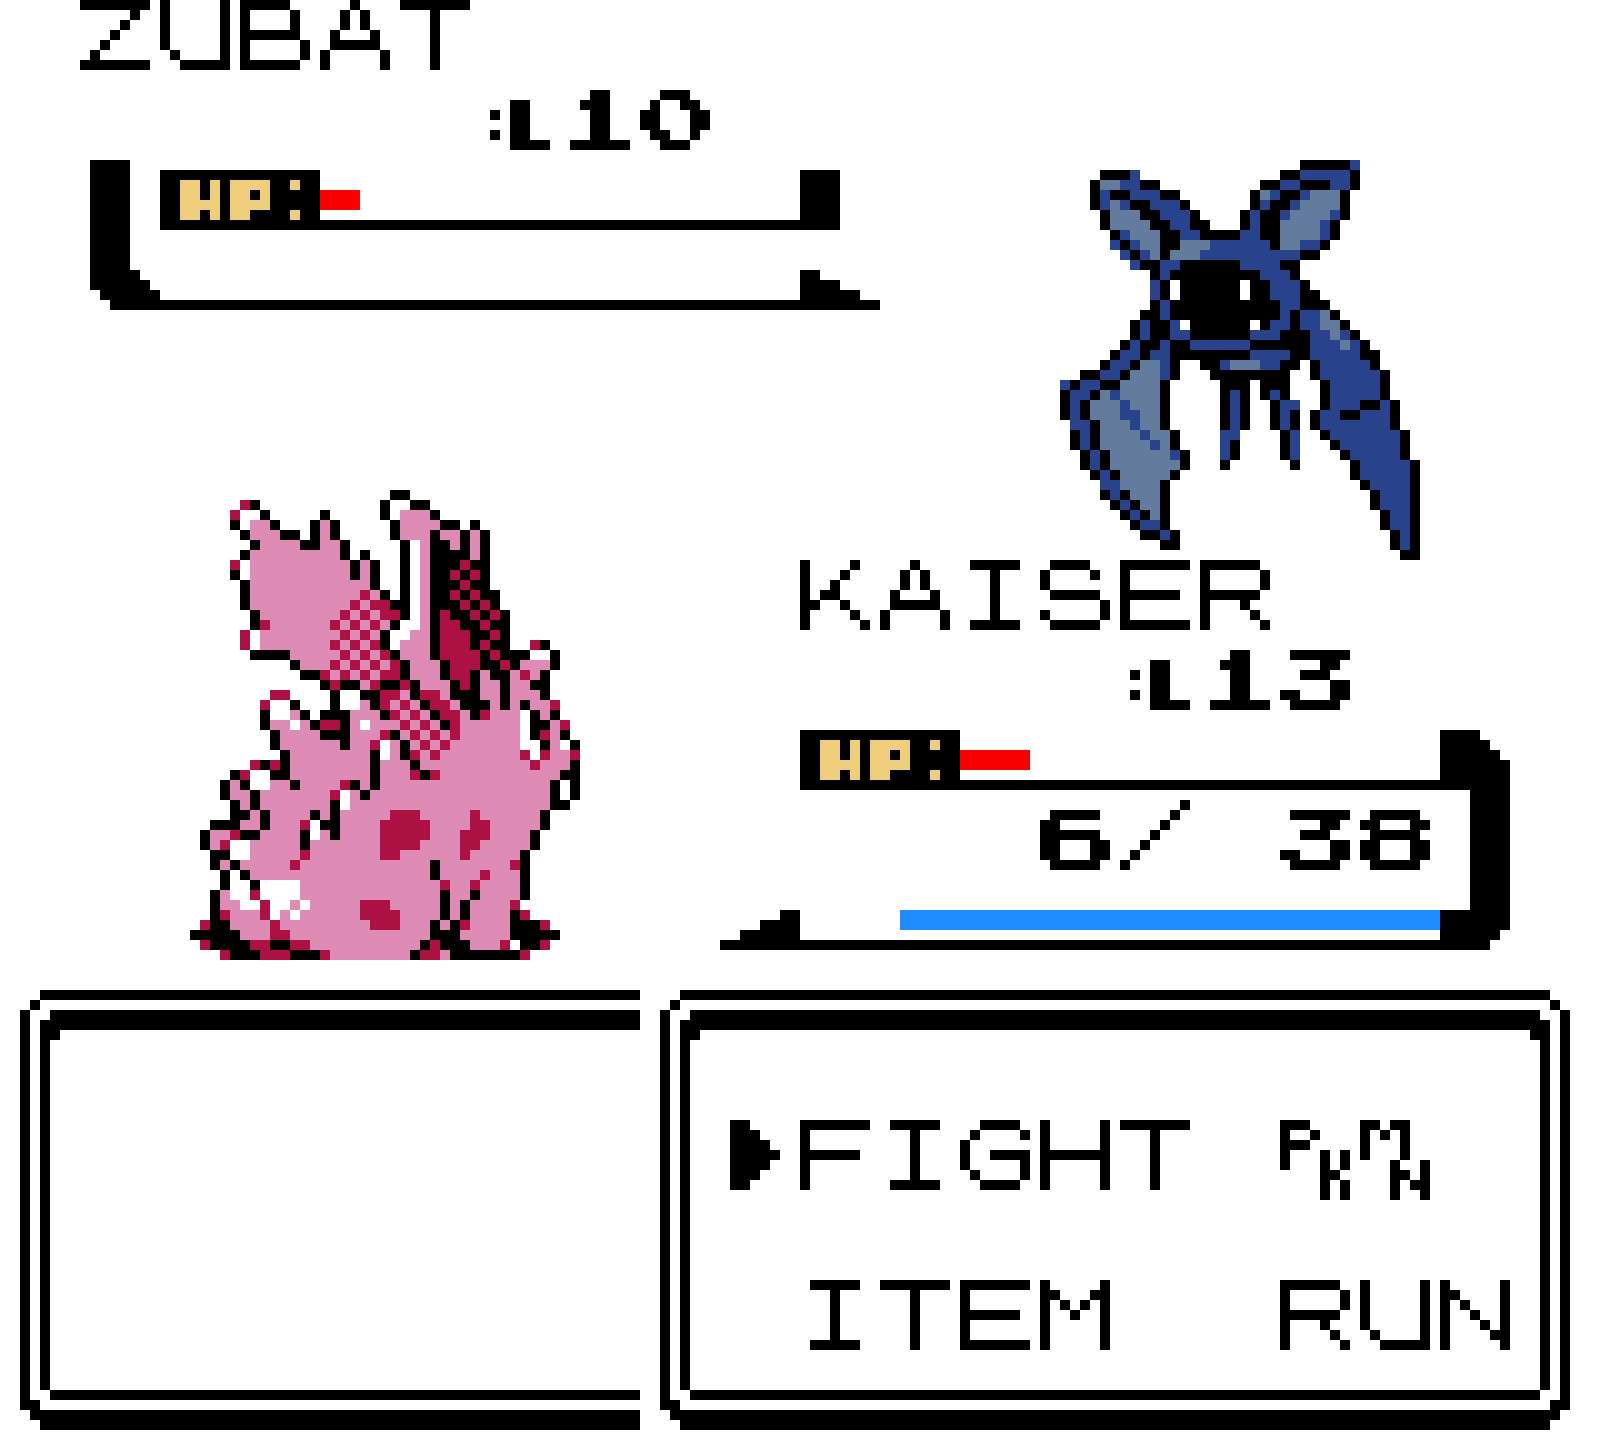 ZUBAT
:L10
HP:
KAISER
:L13
HP:
6/ 38
FIGHT PKMN
ITEM RUN